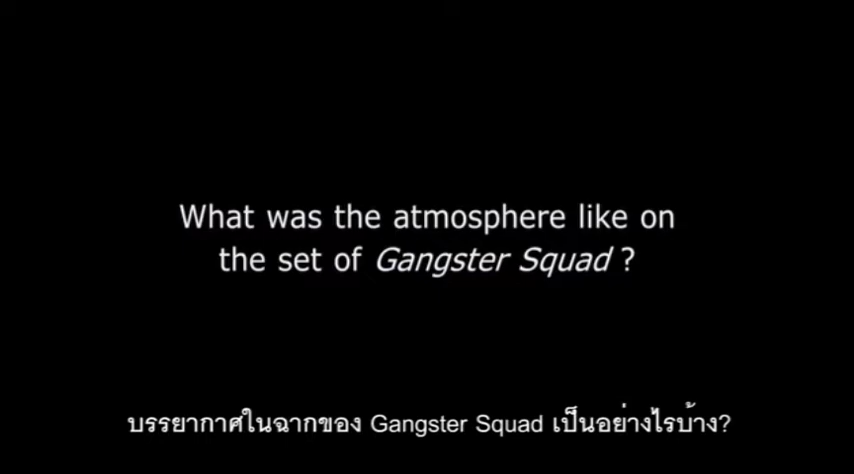 What was the atmosphere like on
the set of Gangster Squad ?
บรรยากาศในฉากของ Gangster Squad เป็นอย่างไรบ้าง?